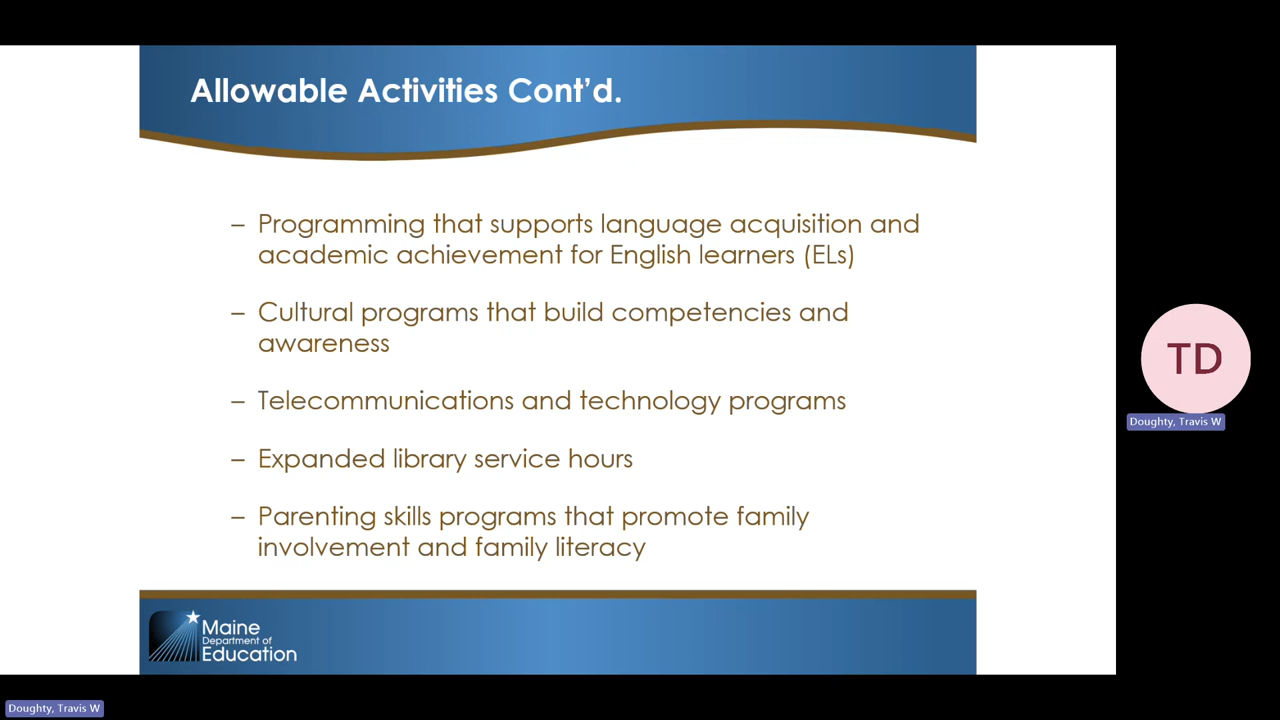 Allowable Activities Cont’d.
– Programming that supports language acquisition and
academic achievement for English learners (ELs)
– Cultural programs that build competencies and
awareness
– Telecommunications and technology programs
– Expanded library service hours
– Parenting skills programs that promote family
involvement and family literacy
Maine
Department of
Education
TD
Doughty, Travis W
Doughty, Travis W